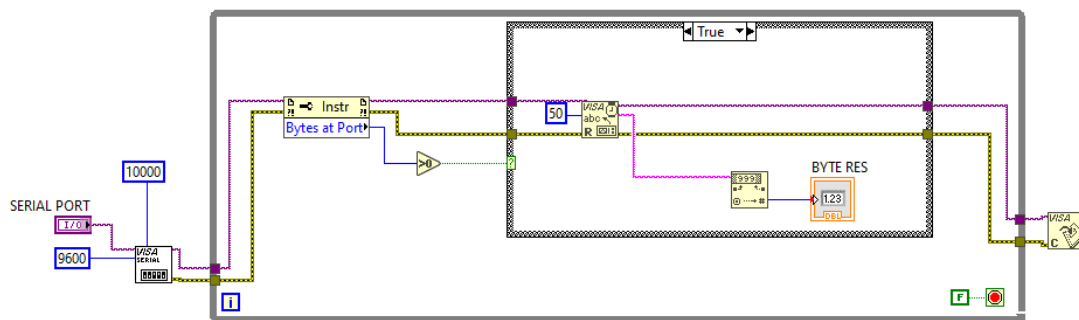 True
Instr
Bytes at Port
50
VISA
abc
R
>0
?
10000
999
BYTE RES
1.23
DBL
SERIAL PORT
I/O
9600
VISA
SERIAL
VISA
C
i
F